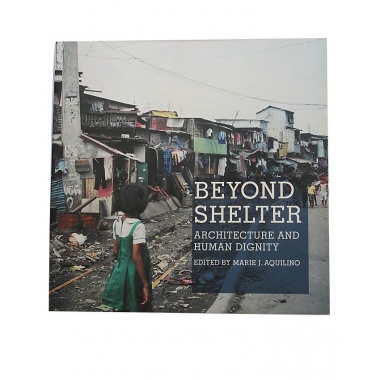 BEYOND
SHELTER
ARCHITECTURE AND
HUMAN DIGNITY
EDITED BY MARIE J. AQUILINO